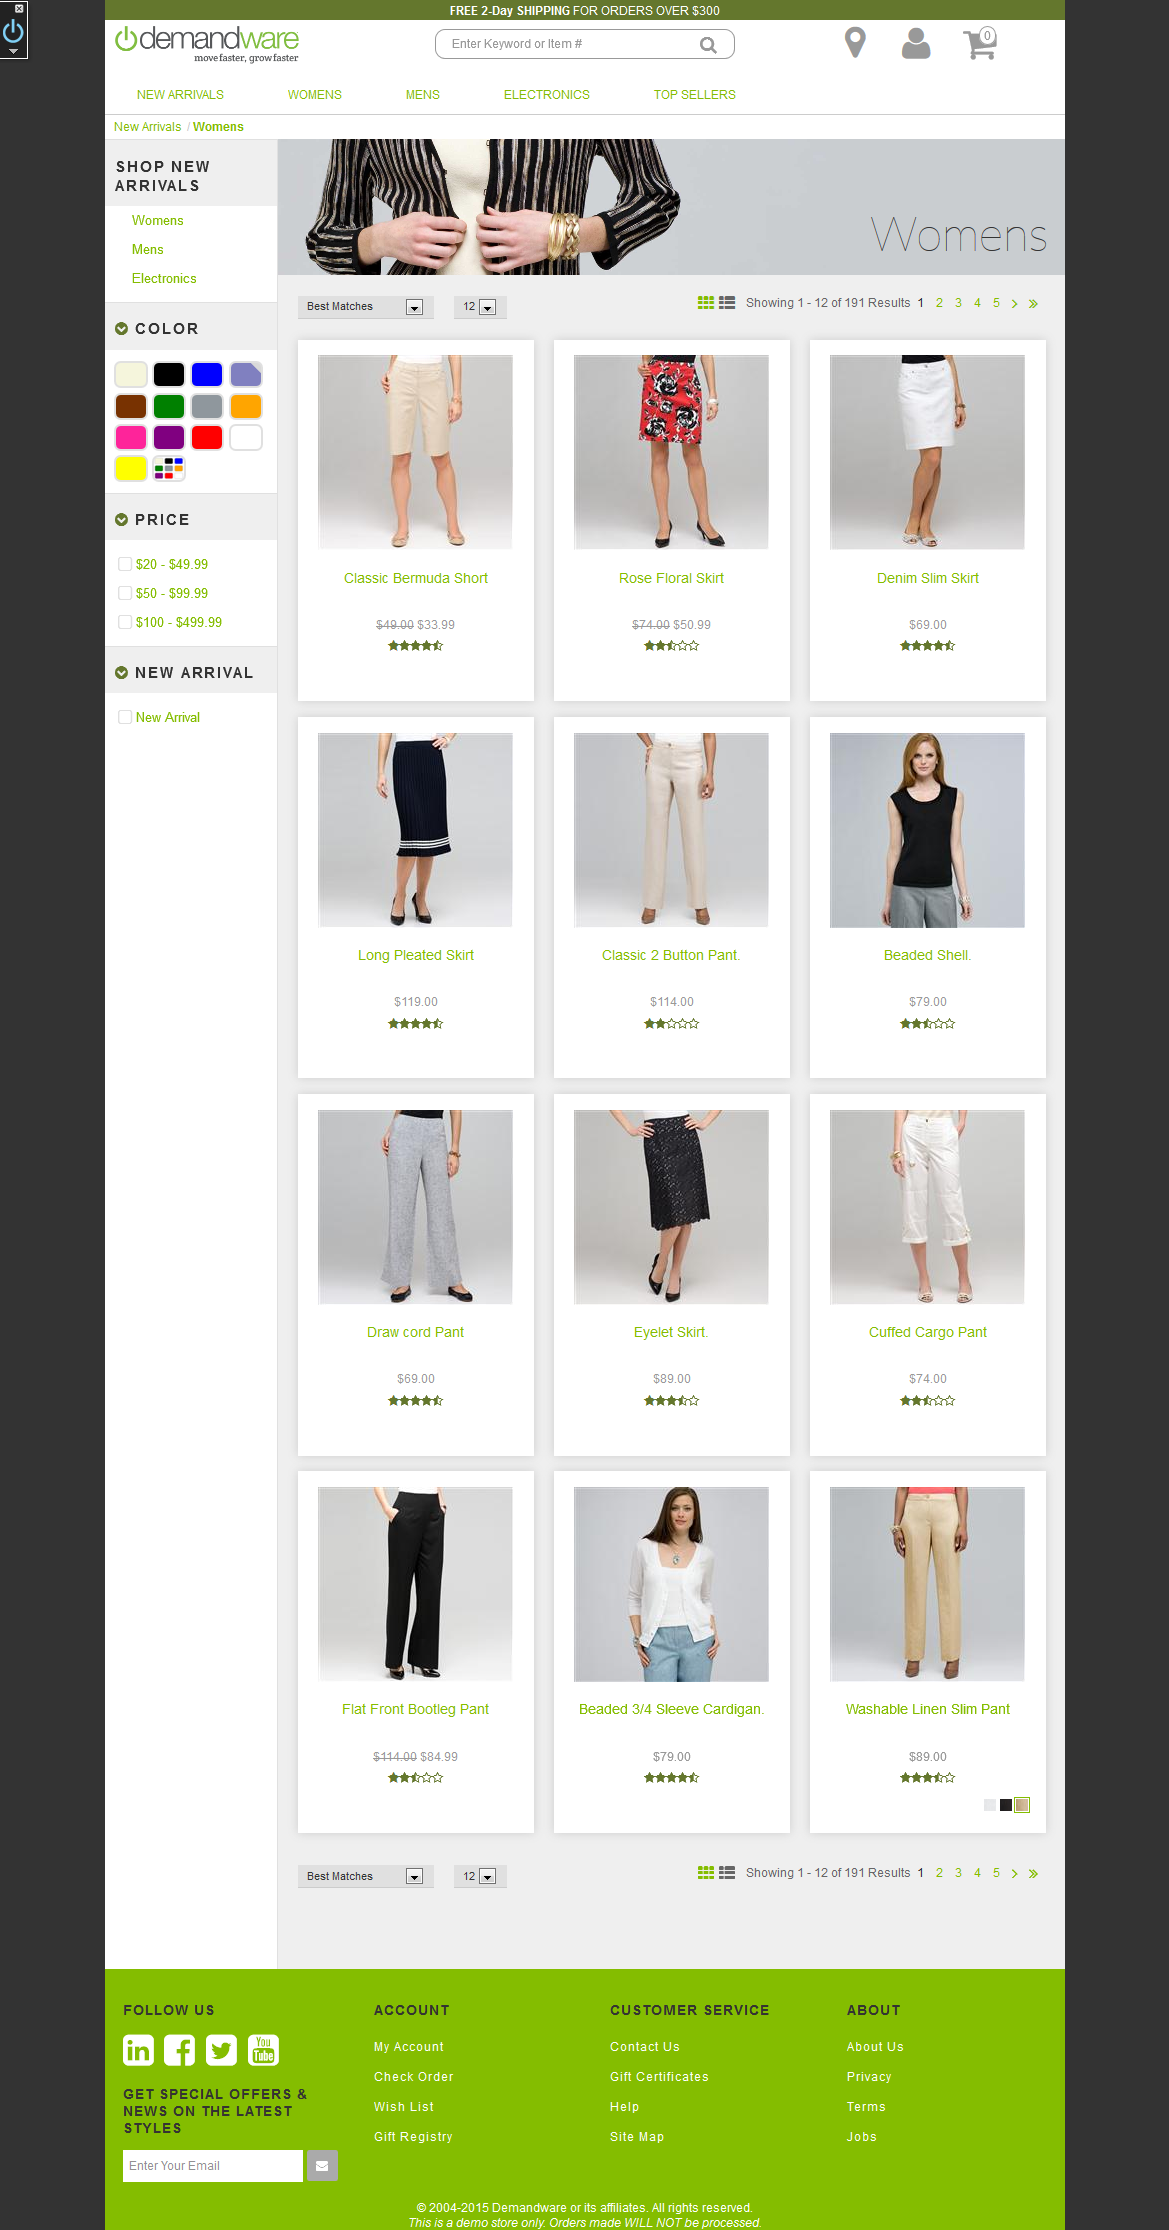 FREE 2-Day SHIPPING FOR ORDERS OVER $300
demandware
move faster, grow faster
Enter Keyword or Item #
0
NEW ARRIVALS WOMENS MENS ELECTRONICS TOP SELLERS
New Arrivals / Womens
SHOP NEW
ARRIVALS
Womens
Mens
Electronics
COLOR
PRICE
$20 - $49.99
$50 - $99.99
$100 - $499.99
NEW ARRIVAL
New Arrival
Womens
Best Matches 12 Showing 1 - 12 of 191 Results 1 2 3 4 5 > »
Classic Bermuda Short
$49.00 $33.99
Rose Floral Skirt
$74.00 $50.99
Denim Slim Skirt
$69.00
Long Pleated Skirt
$119.00
Classic 2 Button Pant.
$114.00
Beaded Shell.
$79.00
Draw cord Pant
$69.00
Eyelet Skirt.
$89.00
Cuffed Cargo Pant
$74.00
Flat Front Bootleg Pant
$114.00 $84.99
Beaded 3/4 Sleeve Cardigan.
$79.00
Washable Linen Slim Pant
$89.00
Best Matches 12 Showing 1 - 12 of 191 Results 1 2 3 4 5 > »
FOLLOW US
in f You Tube
GET SPECIAL OFFERS &
NEWS ON THE LATEST
STYLES
Enter Your Email
ACCOUNT
My Account
Check Order
Wish List
Gift Registry
CUSTOMER SERVICE
Contact Us
Gift Certificates
Help
Site Map
ABOUT
About Us
Privacy
Terms
Jobs
© 2004-2015 Demandware or its affiliates. All rights reserved.
This is a demo store only. Orders made WILL NOT be processed.